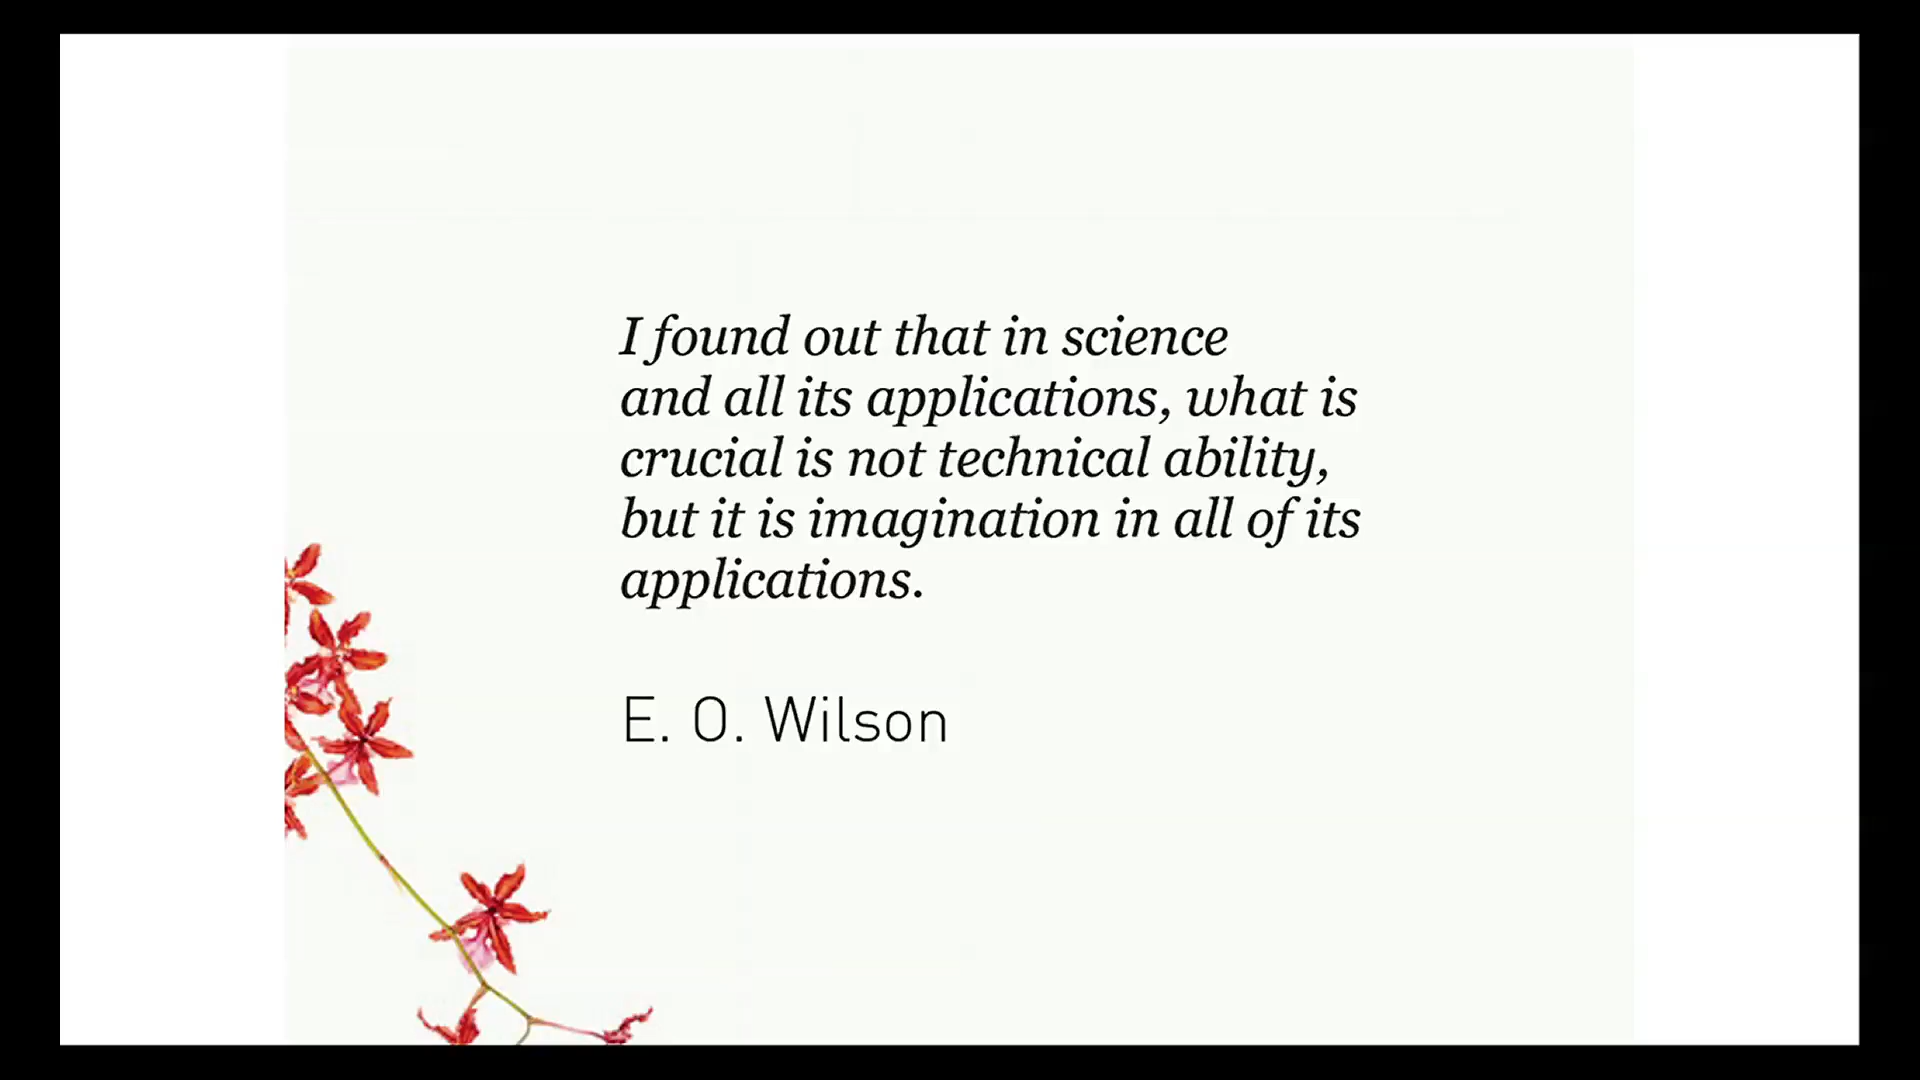 I found out that in science
and all its applications, what is
crucial is not technical ability,
but it is imagination in all of its
applications.
E. O. Wilson